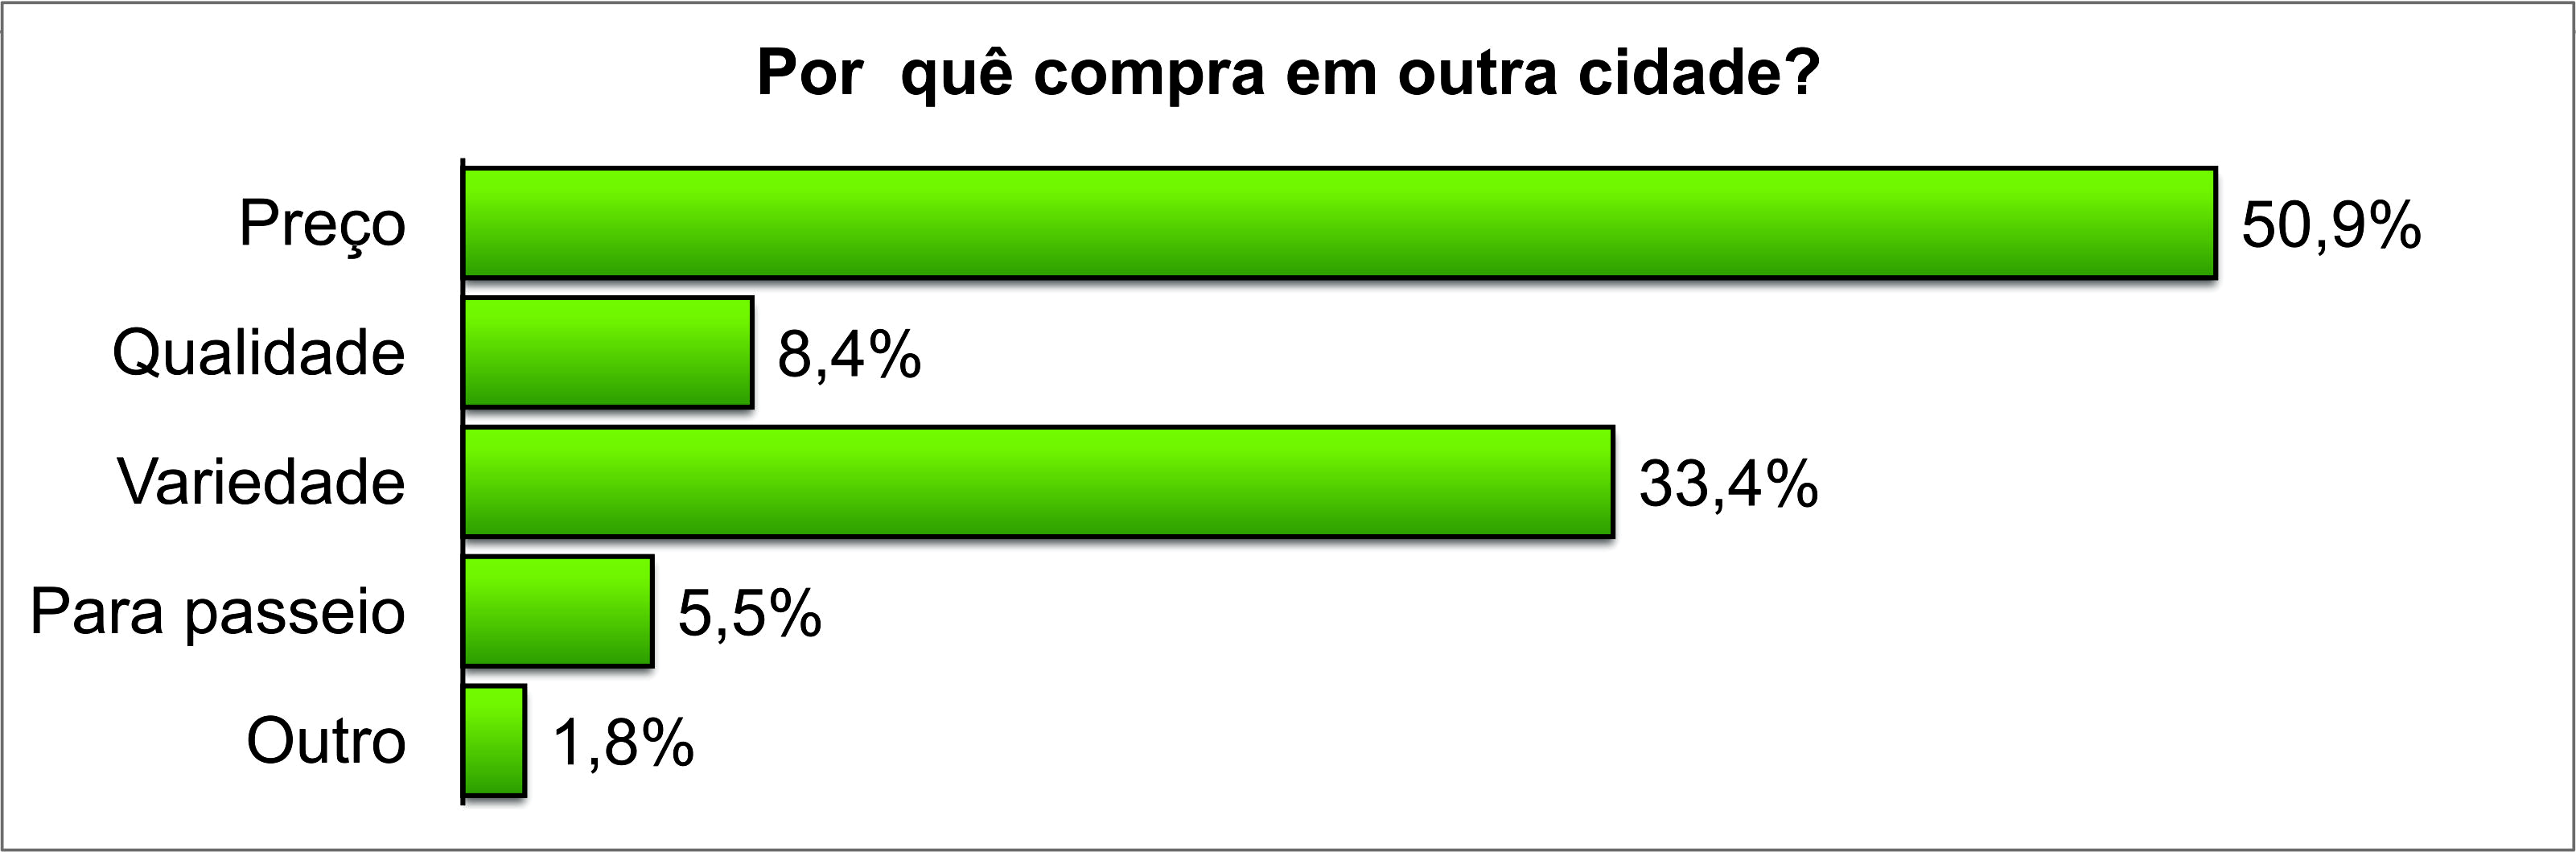 Por quê compra em outra cidade?
Preço 50,9%
Qualidade 8,4%
Variedade 33,4%
Para passeio 5,5%
Outro 1,8%